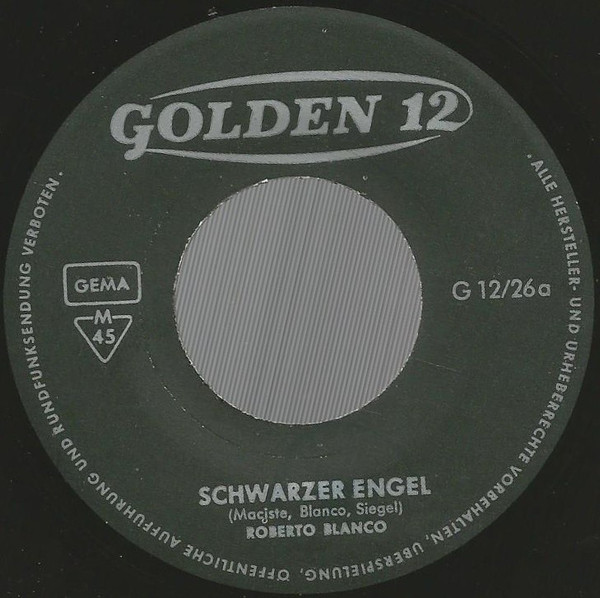 GOLDEN 12
GEMA
M
45
G 12/26a
SCHWARZER ENGEL
(Macjste, Blanco, Siegel)
ROBERTO BLANCO
· ALLE HERSTELLER- UND URHEBERRECHTE VORBEHALTEN, ÜBERSPIELUNG, ÖFFENTLICHE AUFFÜHRUNG UND RUNDFUNKSENDUNG VERBOTEN ·